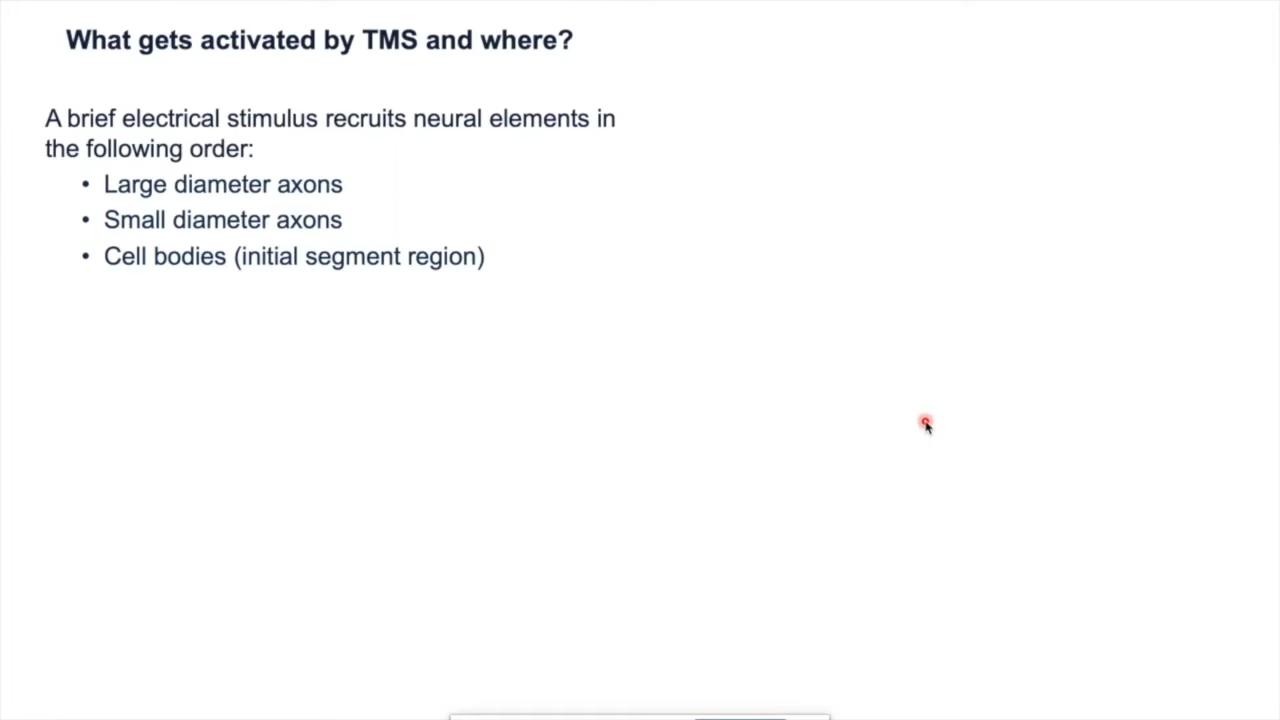 What gets activated by TMS and where?
A brief electrical stimulus recruits neural elements in
the following order:
• Large diameter axons
• Small diameter axons
• Cell bodies (initial segment region)